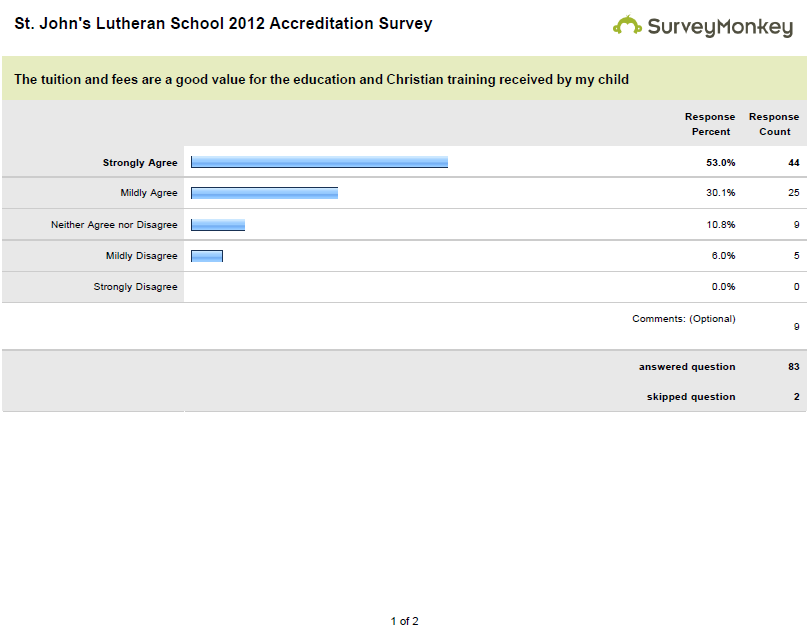 St. John's Lutheran School 2012 Accreditation Survey
SurveyMonkey
The tuition and fees are a good value for the education and Christian training received by my child
Response Percent Response Count
Strongly Agree 53.0% 44
Mildly Agree 30.1% 25
Neither Agree nor Disagree 10.8% 9
Mildly Disagree 6.0% 5
Strongly Disagree 0.0% 0
Comments: (Optional) 9
answered question 83
skipped question 2
1 of 2